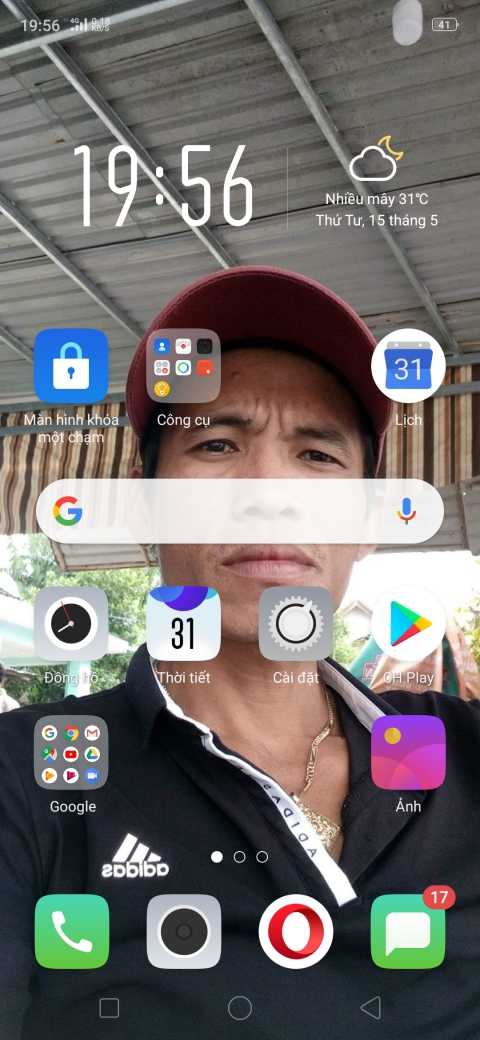 19:56
4G
0.18
KB/S
41
19:56
Nhiều mây 31℃
Thứ Tư, 15 tháng 5
Màn hình khóa
một chạm
Công cụ
31
Lịch
31
Đồng hồ
Thời tiết
Cài đặt
CH Play
Google
Ảnh
ADIDAS
adidas
17